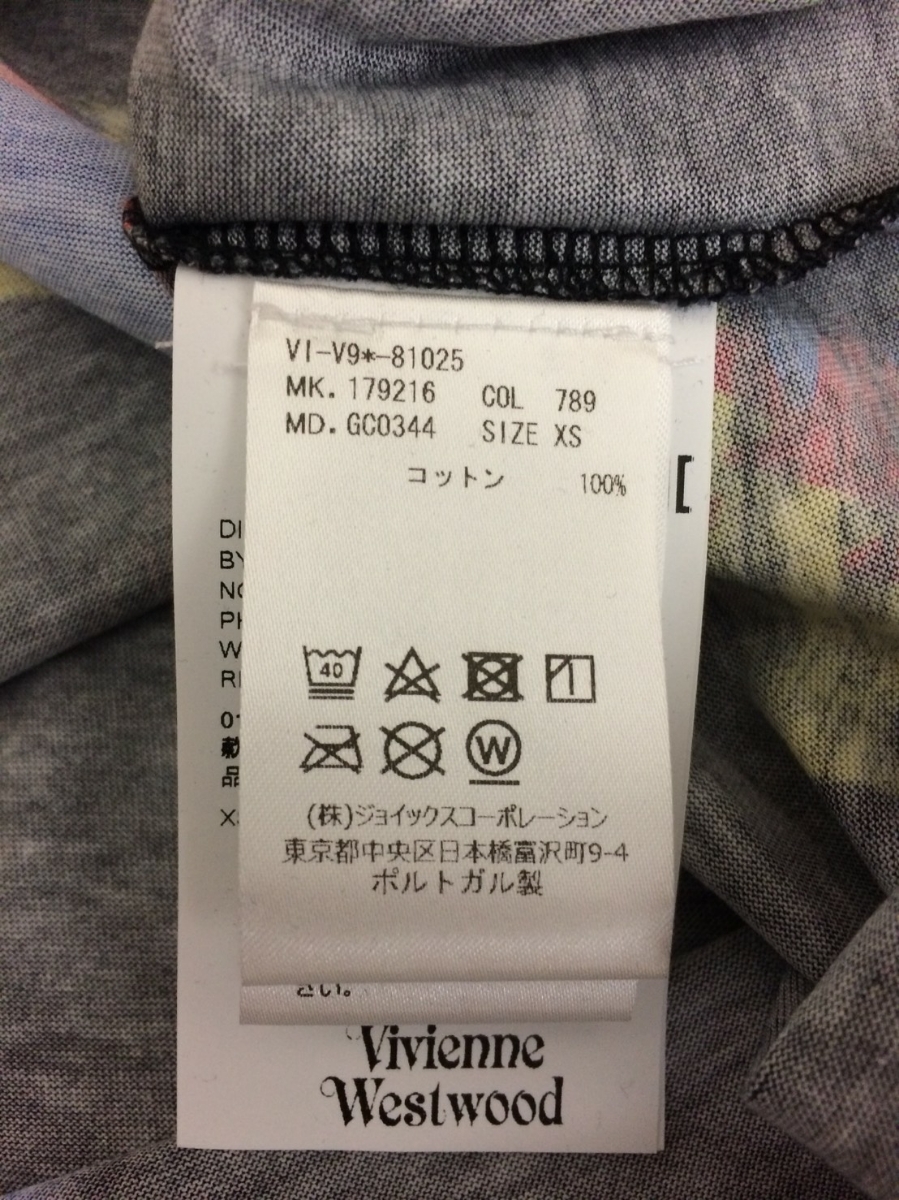 VI-V9*-81025
MK. 179216 COL 789
MD. GC0344 SIZE XS
コットン 100%
40
W
(株)ジョイックスコーポレーション
東京都中央区日本橋富沢町9-4
ポルトガル製
さい。
Vivienne
Westwood